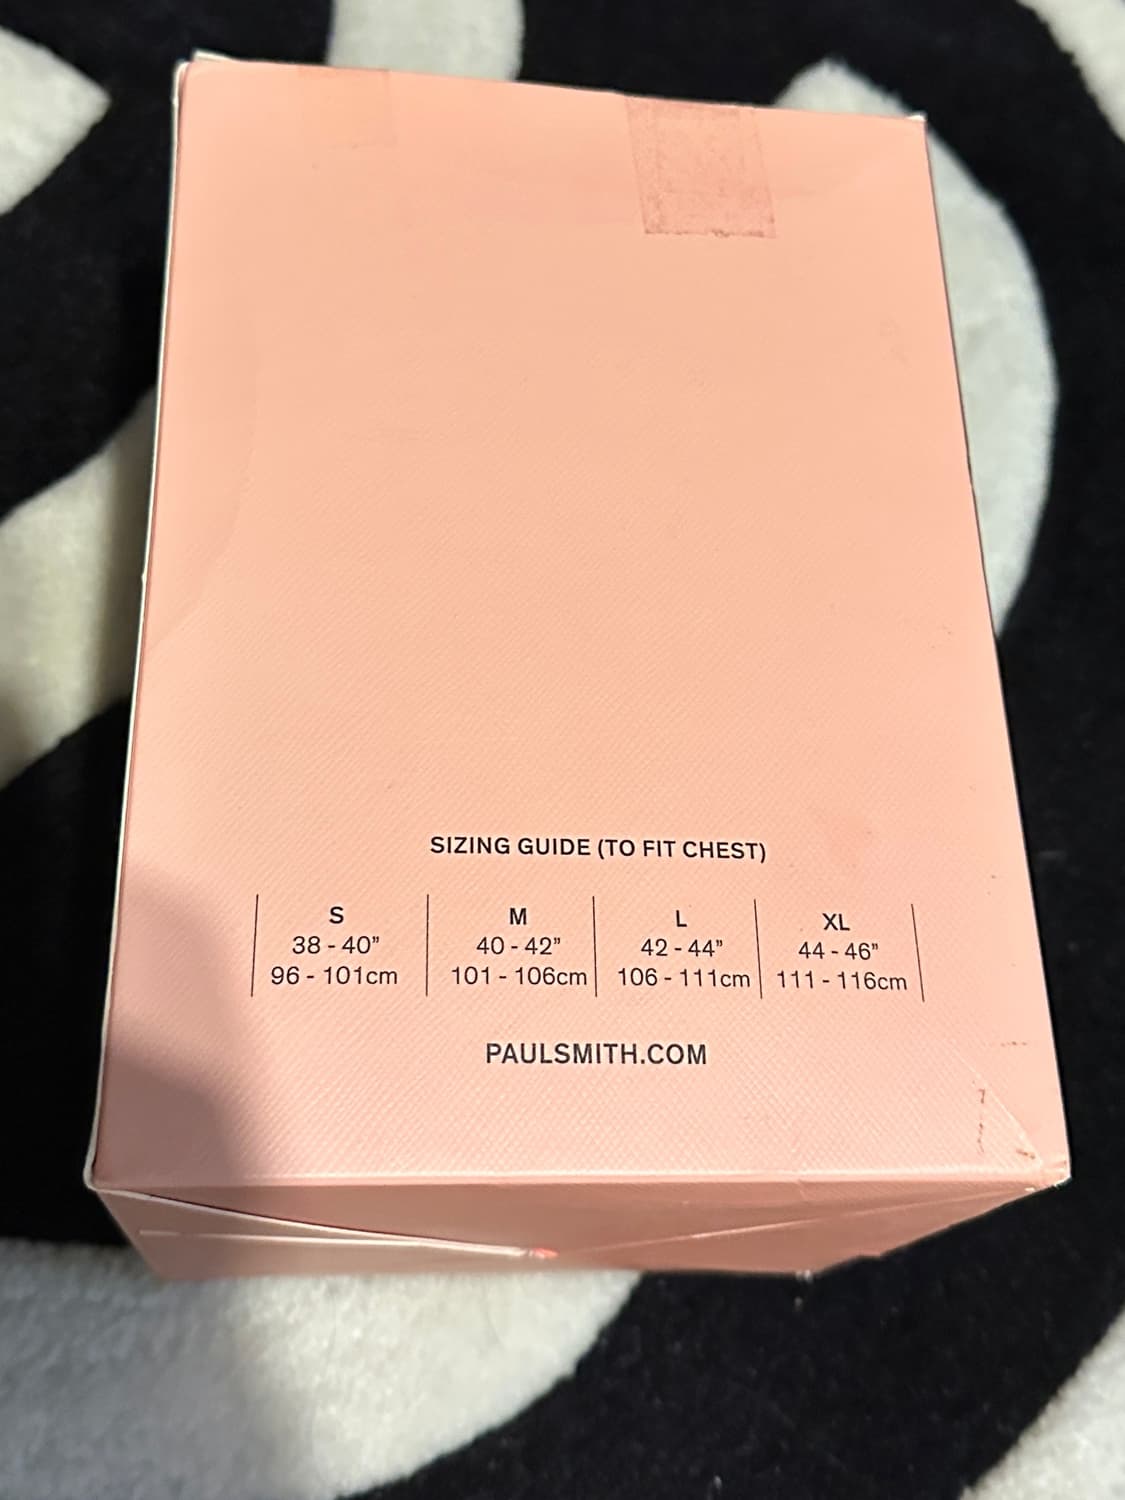 SIZING GUIDE (TO FIT CHEST)
S M L XL
38 - 40" 40 - 42" 42 - 44" 44 - 46"
96 - 101cm 101 - 106cm 106 - 111cm 111 - 116cm
PAULSMITH.COM